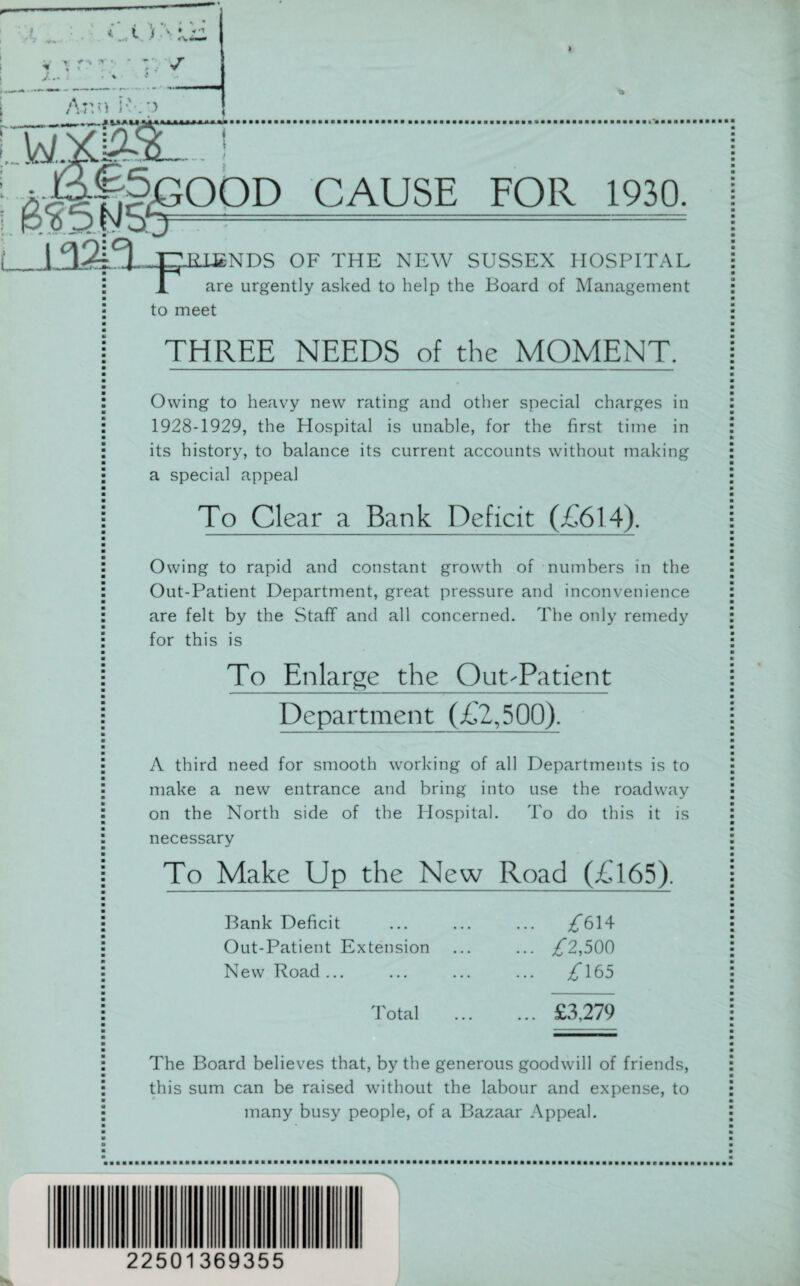 WX28
.BE5
B85N55
1929
GOOD CAUSE FOR 1930.
FRIENDS OF THE NEW SUSSEX HOSPITAL
are urgently asked to help the Board of Management
to meet
THREE NEEDS of the MOMENT.
Owing to heavy new rating and other special charges in
1928-1929, the Hospital is unable, for the first time in
its history, to balance its current accounts without making
a special appeal
To Clear a Bank Deficit (£614).
Owing to rapid and constant growth of numbers in the
Out-Patient Department, great pressure and inconvenience
are felt by the Staff and all concerned. The only remedy
for this is
To Enlarge the Out-Patient
Department (£2,500).
A third need for smooth working of all Departments is to
make a new entrance and bring into use the roadway
on the North side of the Hospital. To do this it is
necessary
To Make Up the New Road (£165).
Bank Deficit ... ... ... £614
Out-Patient Extension ... ... £2,500
New Road ... ... ... ... £165
Total ... ... £3,279
The Board believes that, by the generous goodwill of friends,
this sum can be raised without the labour and expense, to
many busy people, of a Bazaar Appeal.
22501369355